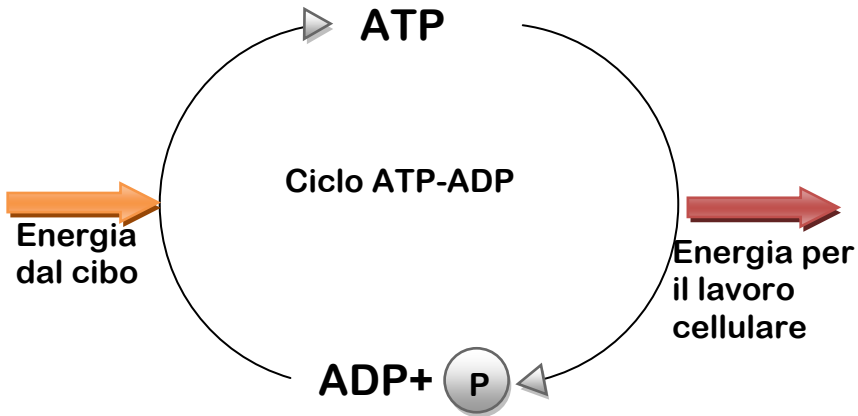 ATP
Ciclo ATP-ADP
Energia
dal cibo
Energia per
il lavoro
cellulare
ADP+ P